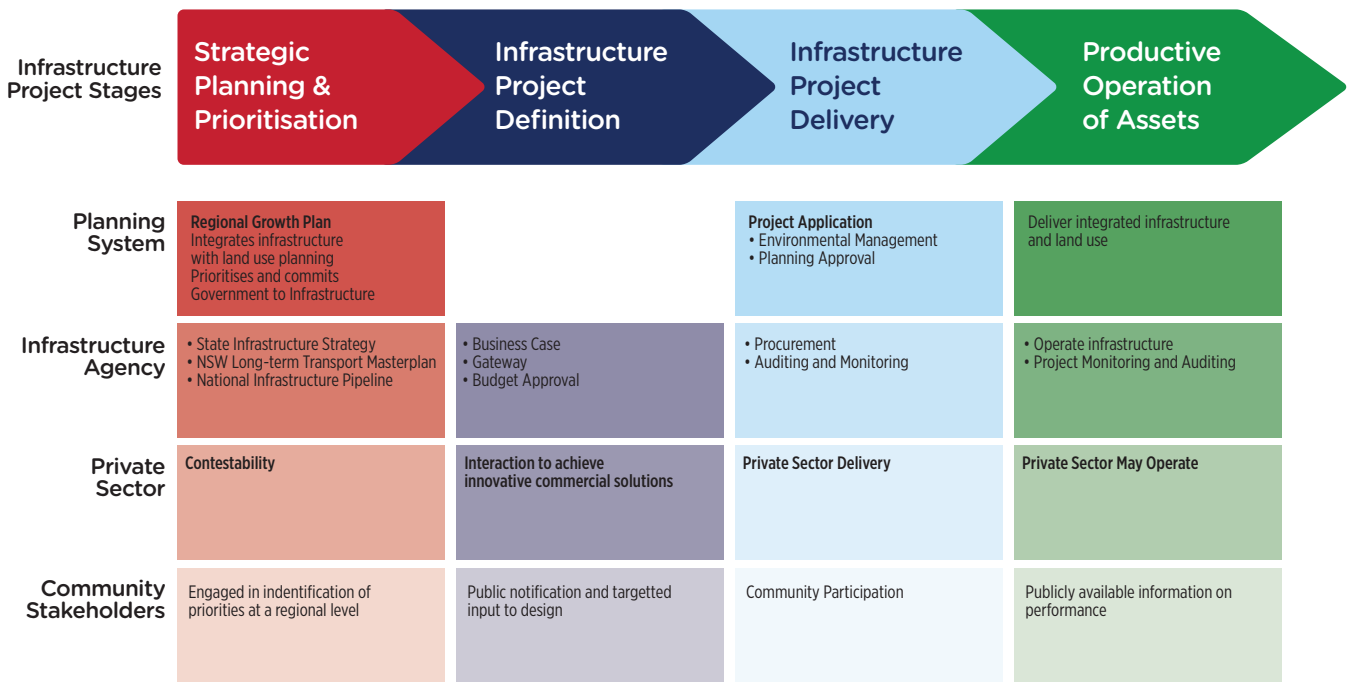 Infrastructure
Project Stages
Strategic
Planning &
Prioritisation
Infrastructure
Project
Definition
Infrastructure
Project
Delivery
Productive
Operation
of Assets
Planning
System
Regional Growth Plan
Integrates infrastructure
with land use planning
Prioritises and commits
Government to Infrastructure
Project Application
• Environmental Management
• Planning Approval
Deliver integrated infrastructure
and land use
Infrastructure
Agency
• State Infrastructure Strategy
• NSW Long-term Transport Masterplan
• National Infrastructure Pipeline
• Business Case
• Gateway
• Budget Approval
• Procurement
• Auditing and Monitoring
• Operate infrastructure
• Project Monitoring and Auditing
Private
Sector
Contestability
Interaction to achieve
innovative commercial solutions
Private Sector Delivery
Private Sector May Operate
Community
Stakeholders
Engaged in indentification of
priorities at a regional level
Public notification and targetted
input to design
Community Participation
Publicly available information on
performance